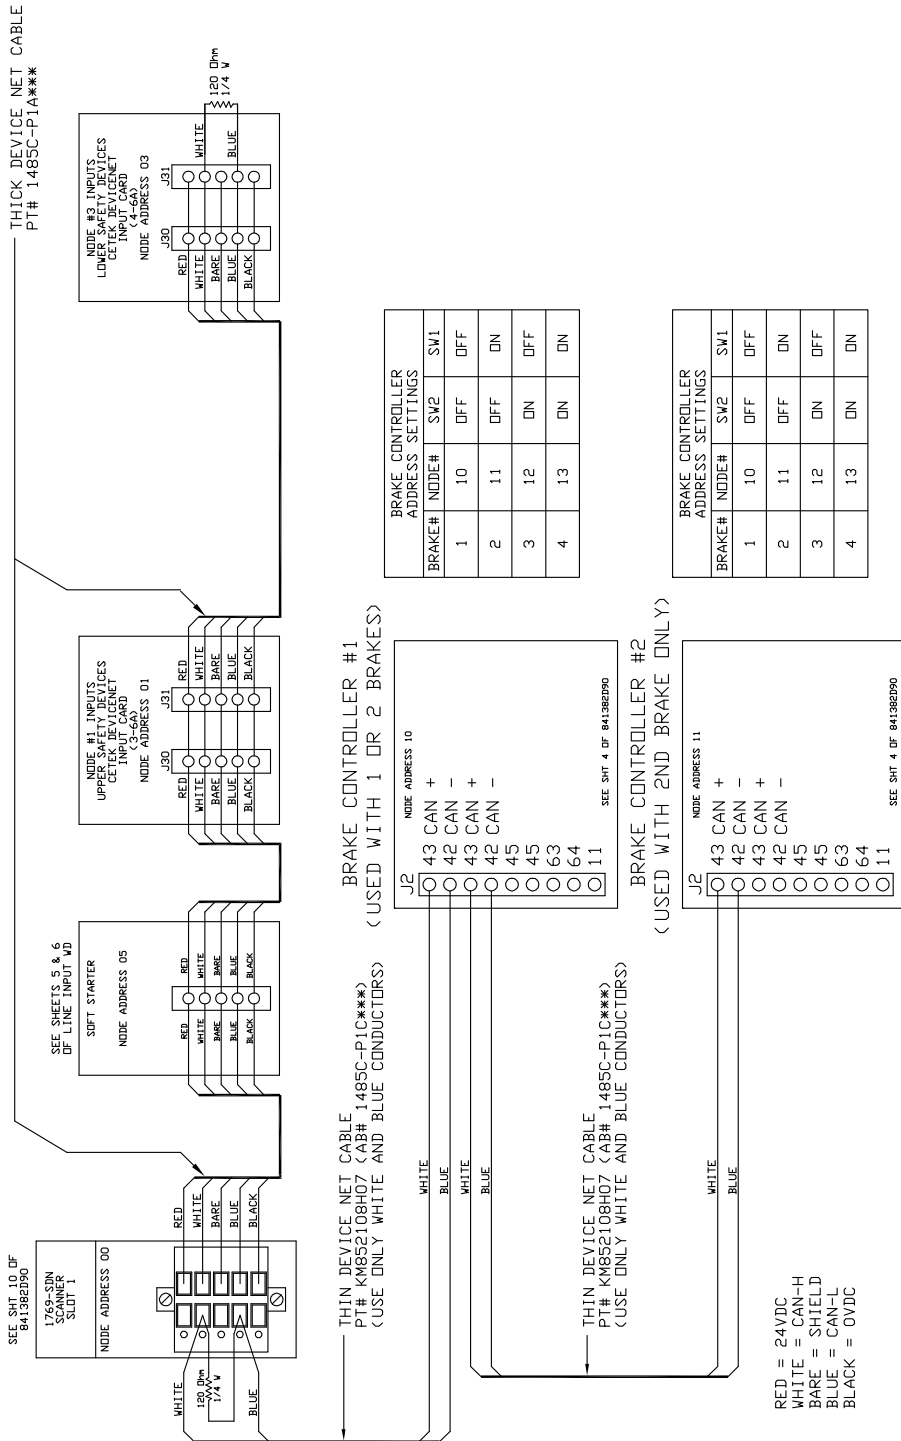 THICK DEVICE NET CABLE
PT# 1485C-P1A***
SEE SHT 10 OF
841382D90
1769-SDN
SCANNER
SLOT 1
NODE ADDRESS 00
RED
WHITE
BARE
BLUE
BLACK
WHITE
120 Ohm
1/4 W
BLUE
SEE SHEETS 5 & 6
OF LINE INPUT WD
SOFT STARTER
NODE ADDRESS 05
RED
WHITE
BARE
BLUE
BLACK
RED
WHITE
BARE
BLUE
BLACK
NODE #1 INPUTS
UPPER SAFETY DEVICES
CETEK DEVICENET
INPUT CARD
(3-6A)
NODE ADDRESS 01
J30
J31
RED
WHITE
BARE
BLUE
BLACK
RED
WHITE
BARE
BLUE
BLACK
NODE #3 INPUTS
LOWER SAFETY DEVICES
CETEK DEVICENET
INPUT CARD
(4-6A)
NODE ADDRESS 03
J30
J31
RED
WHITE
BARE
BLUE
BLACK
WHITE
BLUE
120 Ohm
1/4 W
THIN DEVICE NET CABLE
PT# KM852108H07 (AB# 1485C-P1C***)
(USE ONLY WHITE AND BLUE CONDUCTORS)
WHITE
BLUE
WHITE
BLUE
BRAKE CONTROLLER #1
(USED WITH 1 OR 2 BRAKES)
J2
NODE ADDRESS 10
43 CAN +
42 CAN -
43 CAN +
42 CAN -
45
45
63
64
11
SEE SHT 4 OF 841382D90
BRAKE CONTROLLER
ADDRESS SETTINGS
BRAKE# NODE# SW2 SW1
1 10 OFF OFF
2 11 OFF ON
3 12 ON OFF
4 13 ON ON
THIN DEVICE NET CABLE
PT# KM852108H07 (AB# 1485C-P1C***)
(USE ONLY WHITE AND BLUE CONDUCTORS)
WHITE
BLUE
BRAKE CONTROLLER #2
(USED WITH 2ND BRAKE ONLY)
J2
NODE ADDRESS 11
43 CAN +
42 CAN -
43 CAN +
42 CAN -
45
45
63
64
11
SEE SHT 4 OF 841382D90
BRAKE CONTROLLER
ADDRESS SETTINGS
BRAKE# NODE# SW2 SW1
1 10 OFF OFF
2 11 OFF ON
3 12 ON OFF
4 13 ON ON
RED = 24VDC
WHITE = CAN-H
BARE = SHIELD
BLUE = CAN-L
BLACK = 0VDC